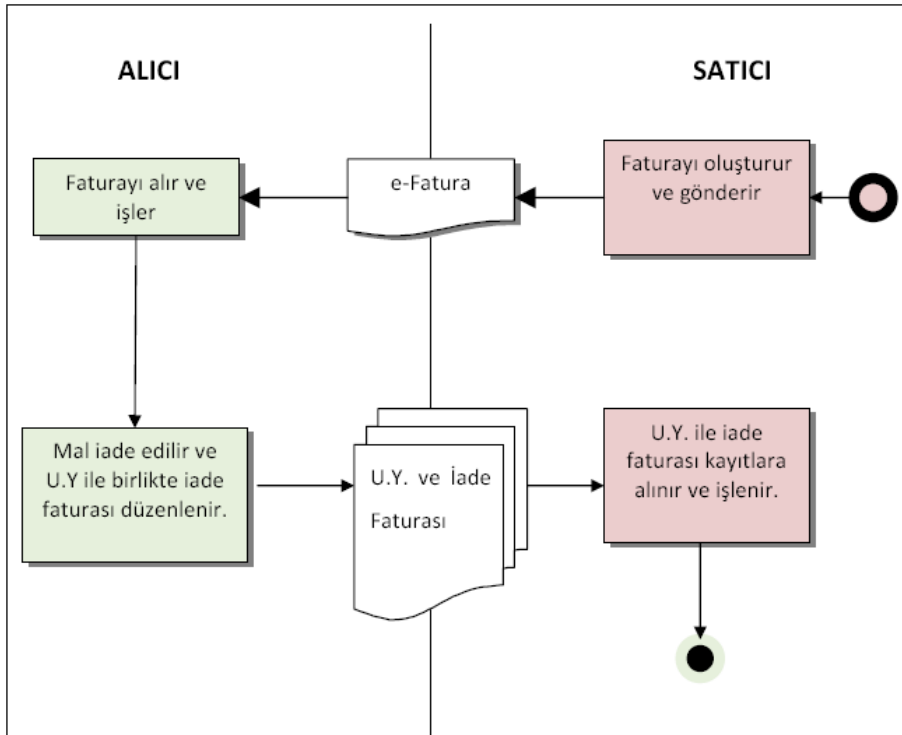 ALICI
SATICI
Faturayı alır ve
işler
e-Fatura
Faturayı oluşturur
ve gönderir
Mal iade edilir ve
U.Y ile birlikte iade
faturası düzenlenir.
U.Y. ve İade
Faturası
U.Y. ile iade
faturası kayıtlara
alınır ve işlenir.